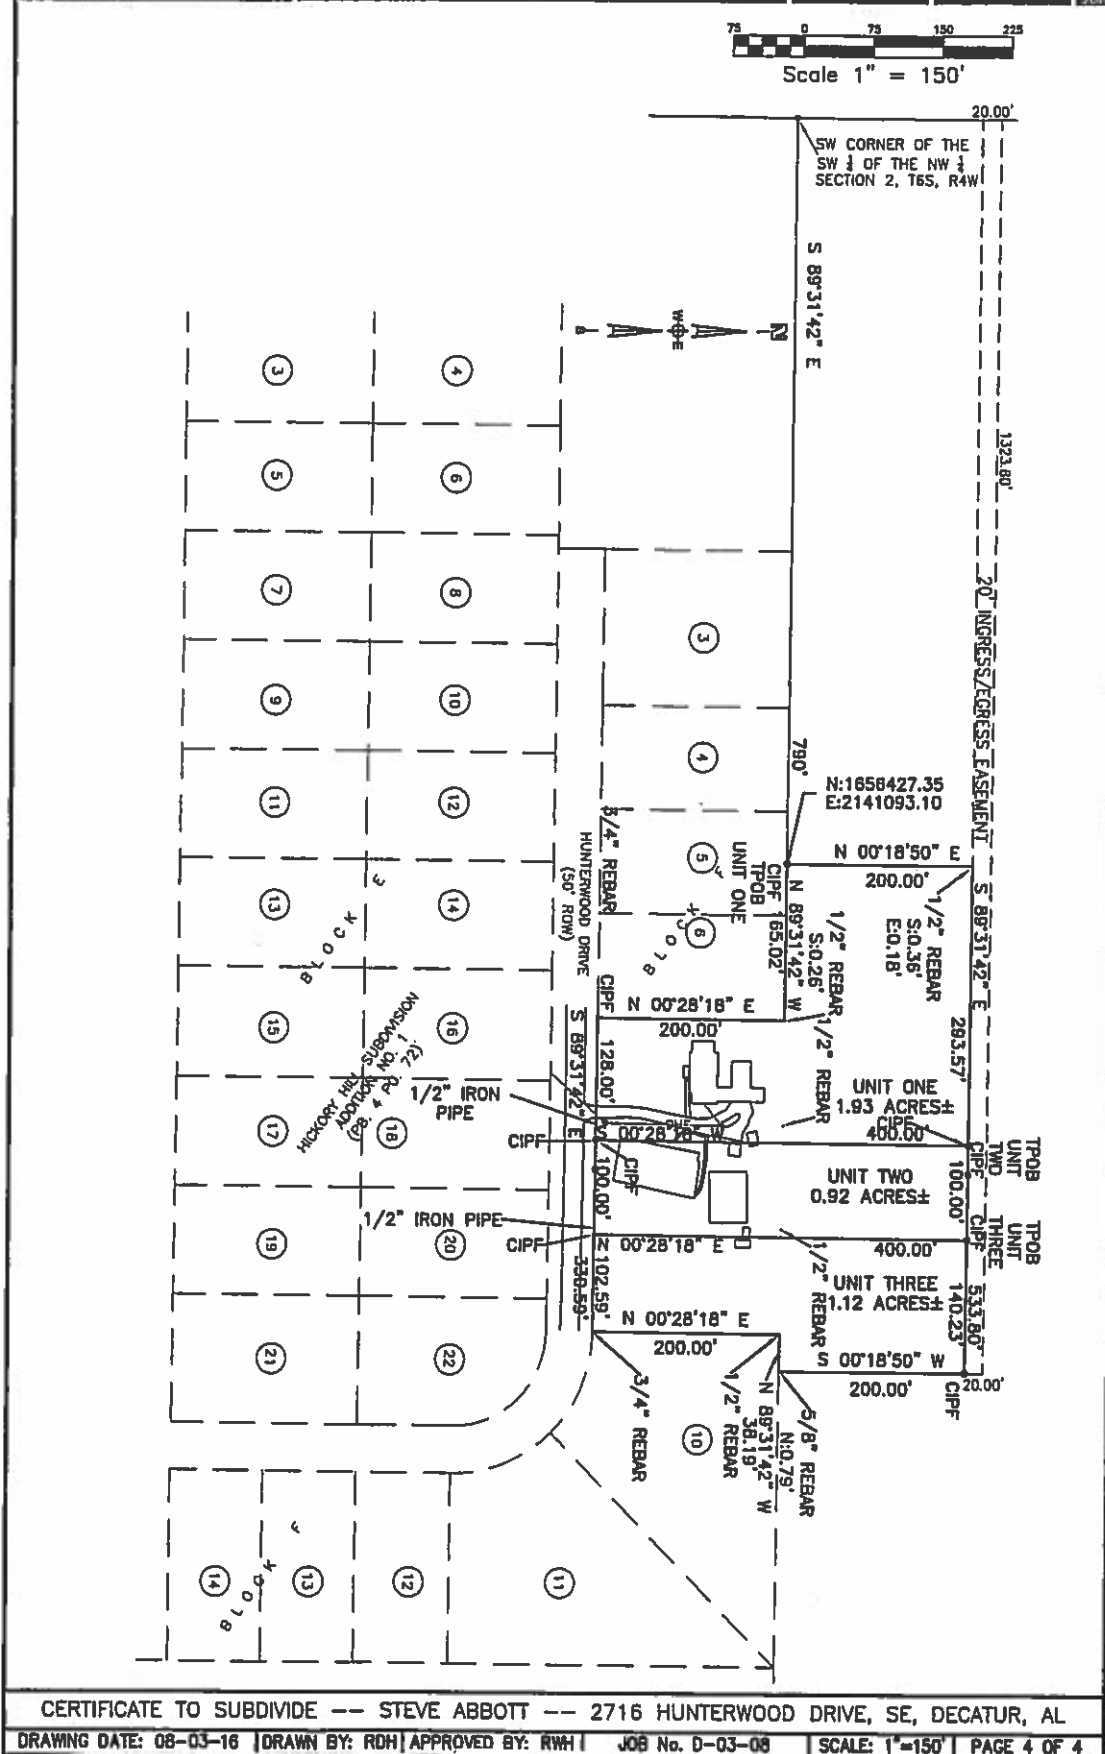 75 0 75 150 225
Scale 1" = 150'
20.00'
SW CORNER OF THE
SW ¼ OF THE NW ¼
SECTION 2, T6S, R4W
S 89°31'42" E
N
W E
S
1323.80'
20' INGRESS/EGRESS EASEMENT
3
4
5
6
7
8
9
10
11
12
13
14
15
16
17
18
19
20
21
22
BLOCK E
HICKORY HILL SUBDIVISION
ADDITION NO. 1
(PB. 4 PG. 72)
3
4
5
6
BLOCK F
790'
N:1656427.35
E:2141093.10
N 00°18'50" E
200.00'
1/2" REBAR
S:0.36'
E:0.18'
S 89°31'42" E
293.57'
UNIT ONE
TPOB
CIPF
N 89°31'42" W
165.02'
1/2" REBAR
S:0.26'
3/4" REBAR
HUNTERWOOD DRIVE
(50' ROW)
CIPF
N 00°28'18" E
200.00'
1/2" REBAR
128.00'
S 89°31'42" E
330.59'
1/2" IRON
PIPE
UNIT ONE
1.93 ACRES±
CIPF
400.00'
S 00°28'18" W
CIPF
CIPF
TPOB
UNIT
TWO
CIPF
100.00'
UNIT TWO
0.92 ACRES±
100.00'
1/2" IRON PIPE
CIPF
N 00°28'18" E
400.00'
TPOB
UNIT
THREE
CIPF
1/2" REBAR
UNIT THREE
1.12 ACRES±
102.59'
140.23'
533.80'
N 00°28'18" E
200.00'
S 00°18'50" W
200.00'
20.00'
CIPF
3/4" REBAR
1/2" REBAR
N 89°31'42" W
38.19'
5/8" REBAR
N:0.79'
10
11
12
13
14
BLOCK F
CERTIFICATE TO SUBDIVIDE -- STEVE ABBOTT -- 2716 HUNTERWOOD DRIVE, SE, DECATUR, AL
DRAWING DATE: 08-03-16 DRAWN BY: RDH APPROVED BY: RWH JOB No. D-03-08 SCALE: 1"=150' PAGE 4 OF 4